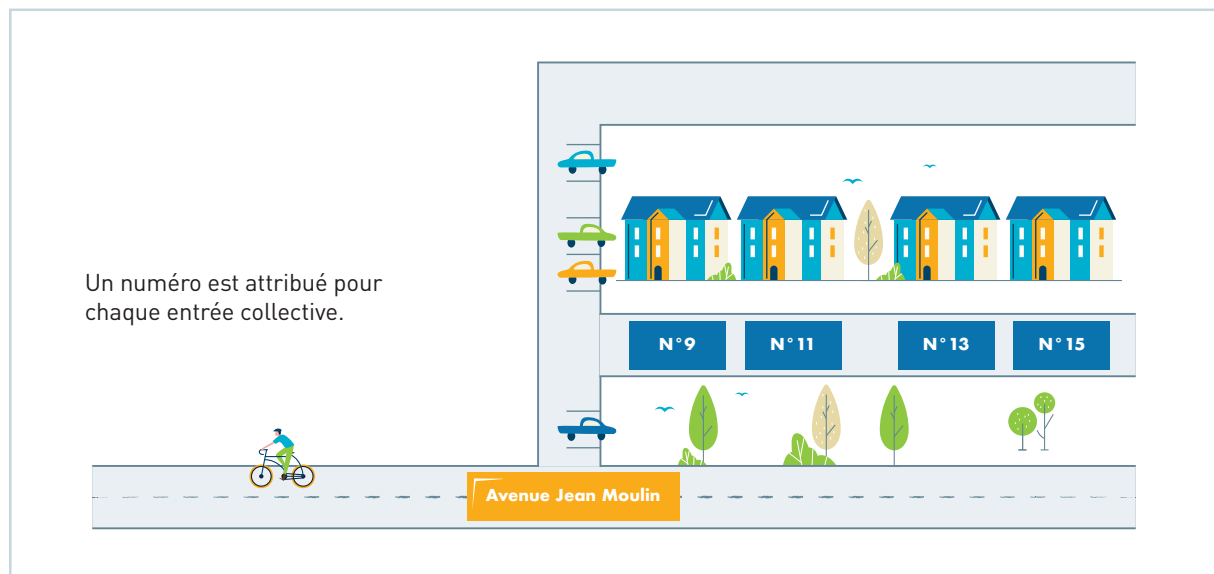 Un numéro est attribué pour
chaque entrée collective.
N°9
N°11
N°13
N°15
Avenue Jean Moulin